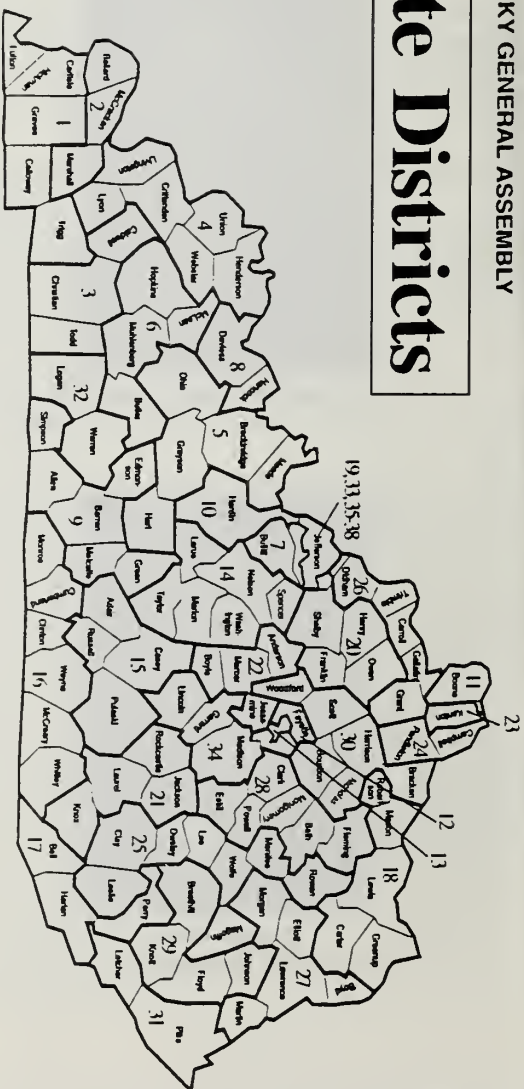 KY GENERAL ASSEMBLY
te Districts
19,33,35-38
23
12
13
Ballard
McCracken
2
Carlisle
Hickman
Fulton
1
Graves
Marshall
Calloway
Livingston
Crittenden
Lyon
Caldwell
Trigg
4
Union
Henderson
Webster
Hopkins
3
Christian
Todd
McLean
6
Muhlenberg
Daviess
8
Hancock
Ohio
Butler
Logan
32
Simpson
Warren
Breckinridge
5
Meade
Grayson
Edmon-
son
Allen
Hardin
10
Hart
Barren
9
Metcalfe
Monroe
Jefferson
Bullitt
7
Larue
Nelson
14
Spencer
Marion
Wash-
ington
Taylor
Green
Adair
Cumberland
Clinton
Russell
Oldham
26
Trimble
Carroll
Henry
Shelby
20
Owen
Franklin
Gallatin
Anderson
22
Mercer
Boyle
Woodford
Casey
15
Lincoln
Pulaski
Wayne
16
McCreary
11
Boone
Kenton
Campbell
Grant
24
Pendleton
Scott
Harrison
30
Bourbon
Fayette
Jessa-
mine
Garrard
Madison
34
Rockcastle
Laurel
Whitley
Knox
Bracken
Robert-
son
Mason
Nicholas
Clark
28
Montgomery
Bath
Fleming
Powell
Estill
Jackson
21
Lee
Owsley
Clay
25
Bell
17
Harlan
Leslie
Perry
18
Lewis
Rowan
Menifee
Wolfe
Morgan
Breathitt
Magoffin
Greenup
Carter
Boyd
Elliott
27
Lawrence
Johnson
Martin
Floyd
29
Knott
Letcher
31
Pike